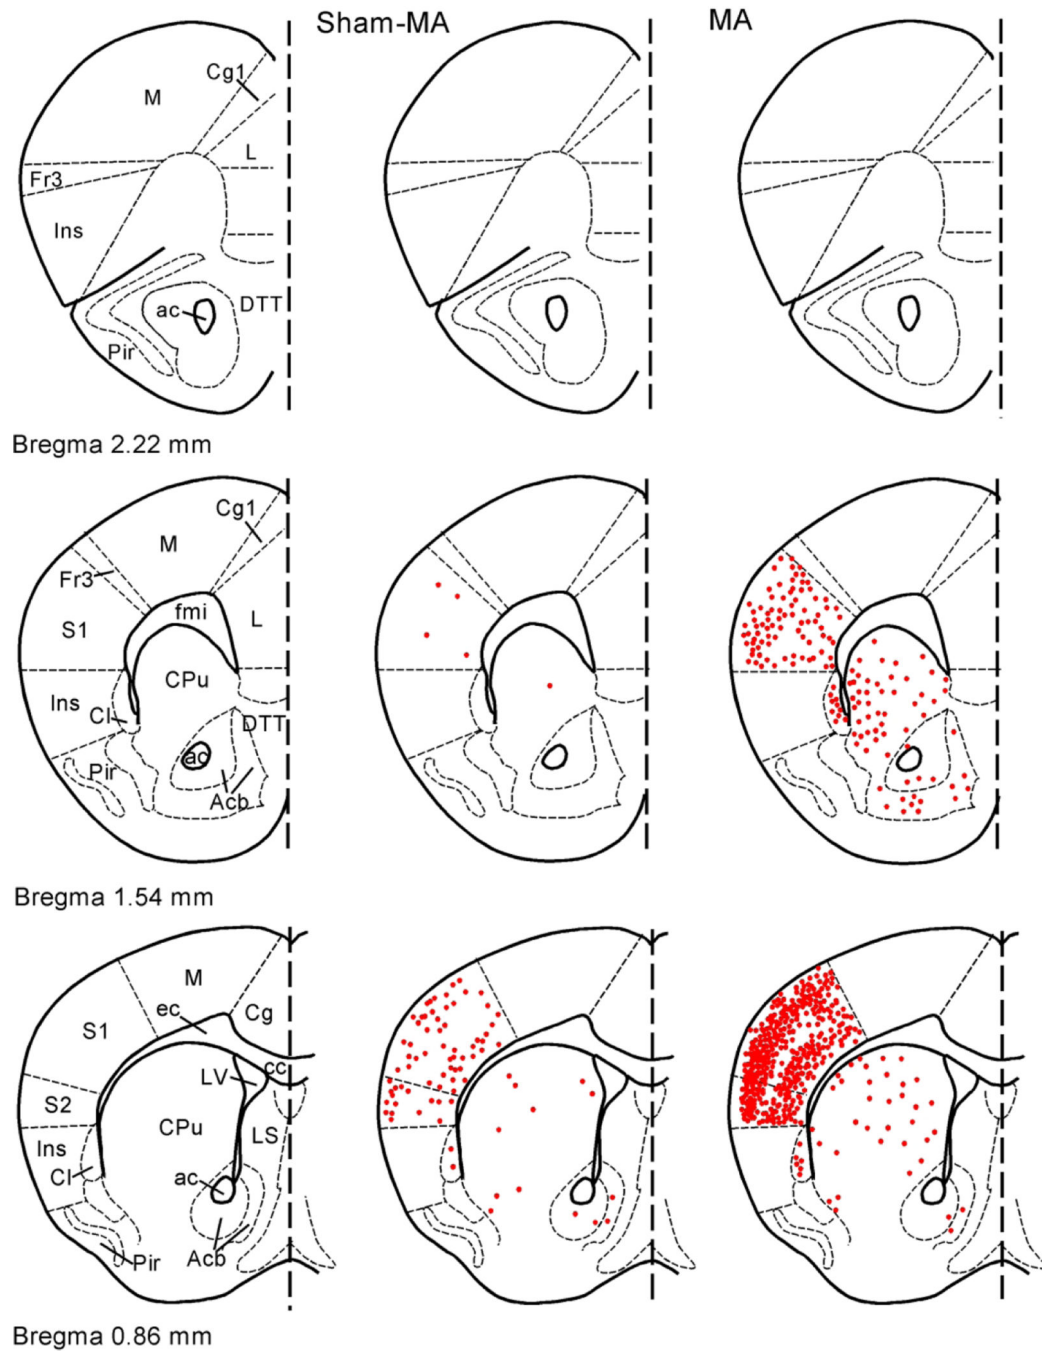 Sham-MA
MA
Cg1
M
L
Fr3
Ins
ac
DTT
Pir
Bregma 2.22 mm
Cg1
M
Fr3
fmi
S1
L
CPu
Ins
Cl
DTT
ac
Pir
Acb
Bregma 1.54 mm
M
ec
Cg
S1
cc
LV
S2
CPu
LS
Ins
Cl
ac
Pir
Acb
Bregma 0.86 mm